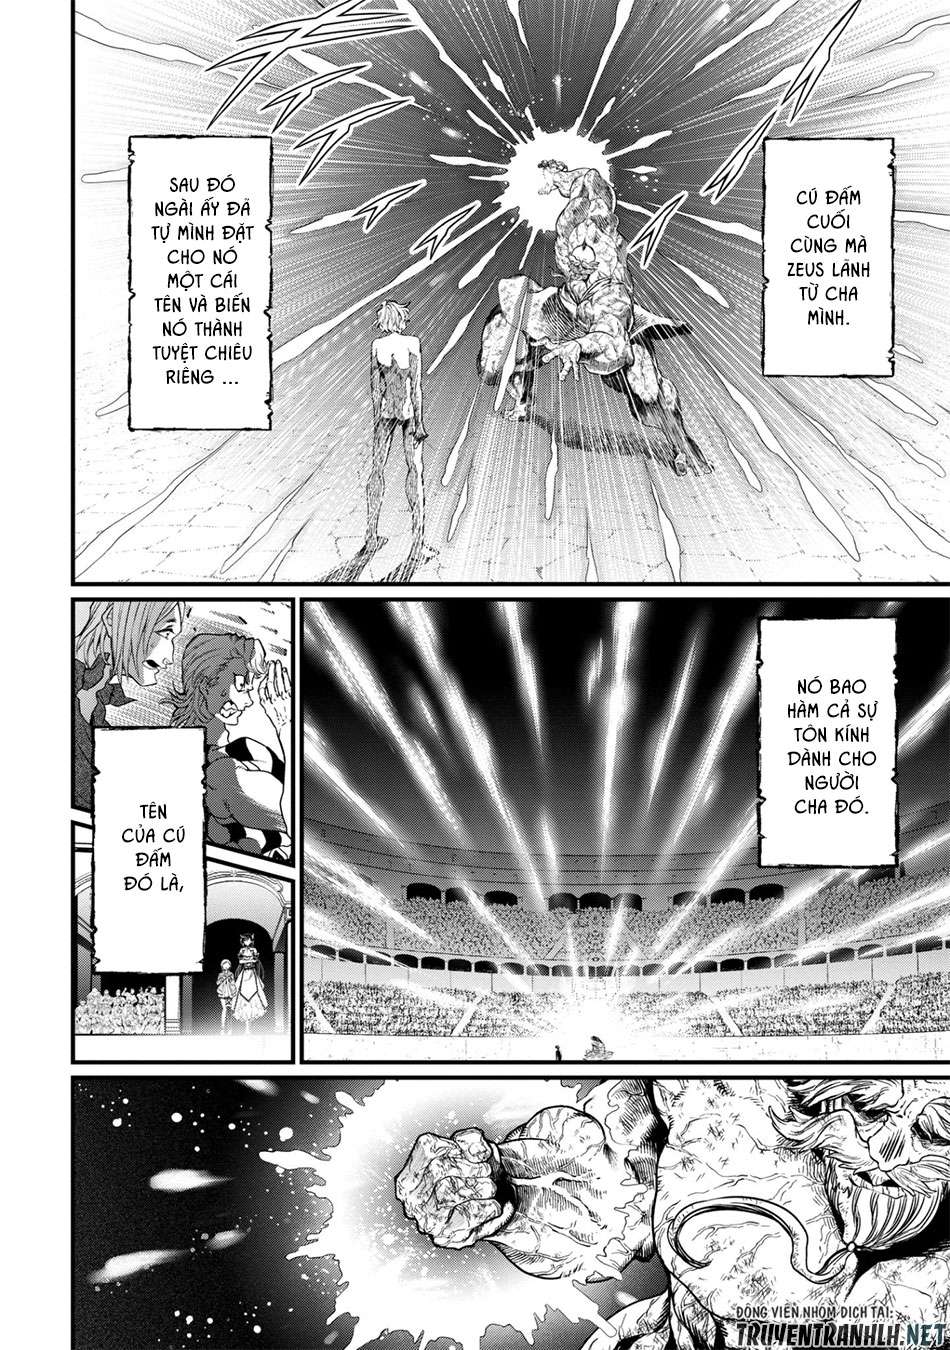 CÚ ĐẤM
CUỐI
CÙNG MÀ
ZEUS LÃNH
TỪ CHA
MÌNH.
SAU ĐÓ
NGÀI ẤY ĐÃ
TỰ MÌNH ĐẶT
CHO NÓ
MỘT CÁI
TÊN VÀ BIẾN
NÓ THÀNH
TUYỆT CHIÊU
RIÊNG ...
NÓ BAO
HÀM CẢ SỰ
TÔN KÍNH
DÀNH CHO
NGƯỜI
CHA ĐÓ.
TÊN
CỦA CÚ
ĐẤM
ĐÓ LÀ,
ĐỘNG VIÊN NHÓM DỊCH TẠI:
TRUYENTRANHLH.NET